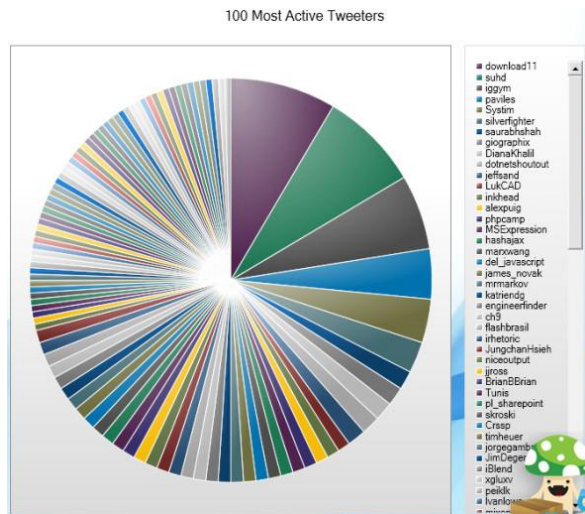 100 Most Active Tweeters
download11
suhd
iggym
paviles
Systim
silverfighter
saurabhshah
giographix
DianaKhalil
dotnetshoutout
jeffsand
LukCAD
inkhead
alexpuig
phpcamp
MSExpression
hashajax
marxwang
del_javascript
james_novak
mrmarkov
katriendg
engineerfinder
ch9
flashbrasil
irhetoric
JungchanHsieh
niceoutput
jjross
BrianBBrian
Tunis
pl_sharepoint
skroski
Crssp
timheuer
iBlend
xgluxv
peiklk